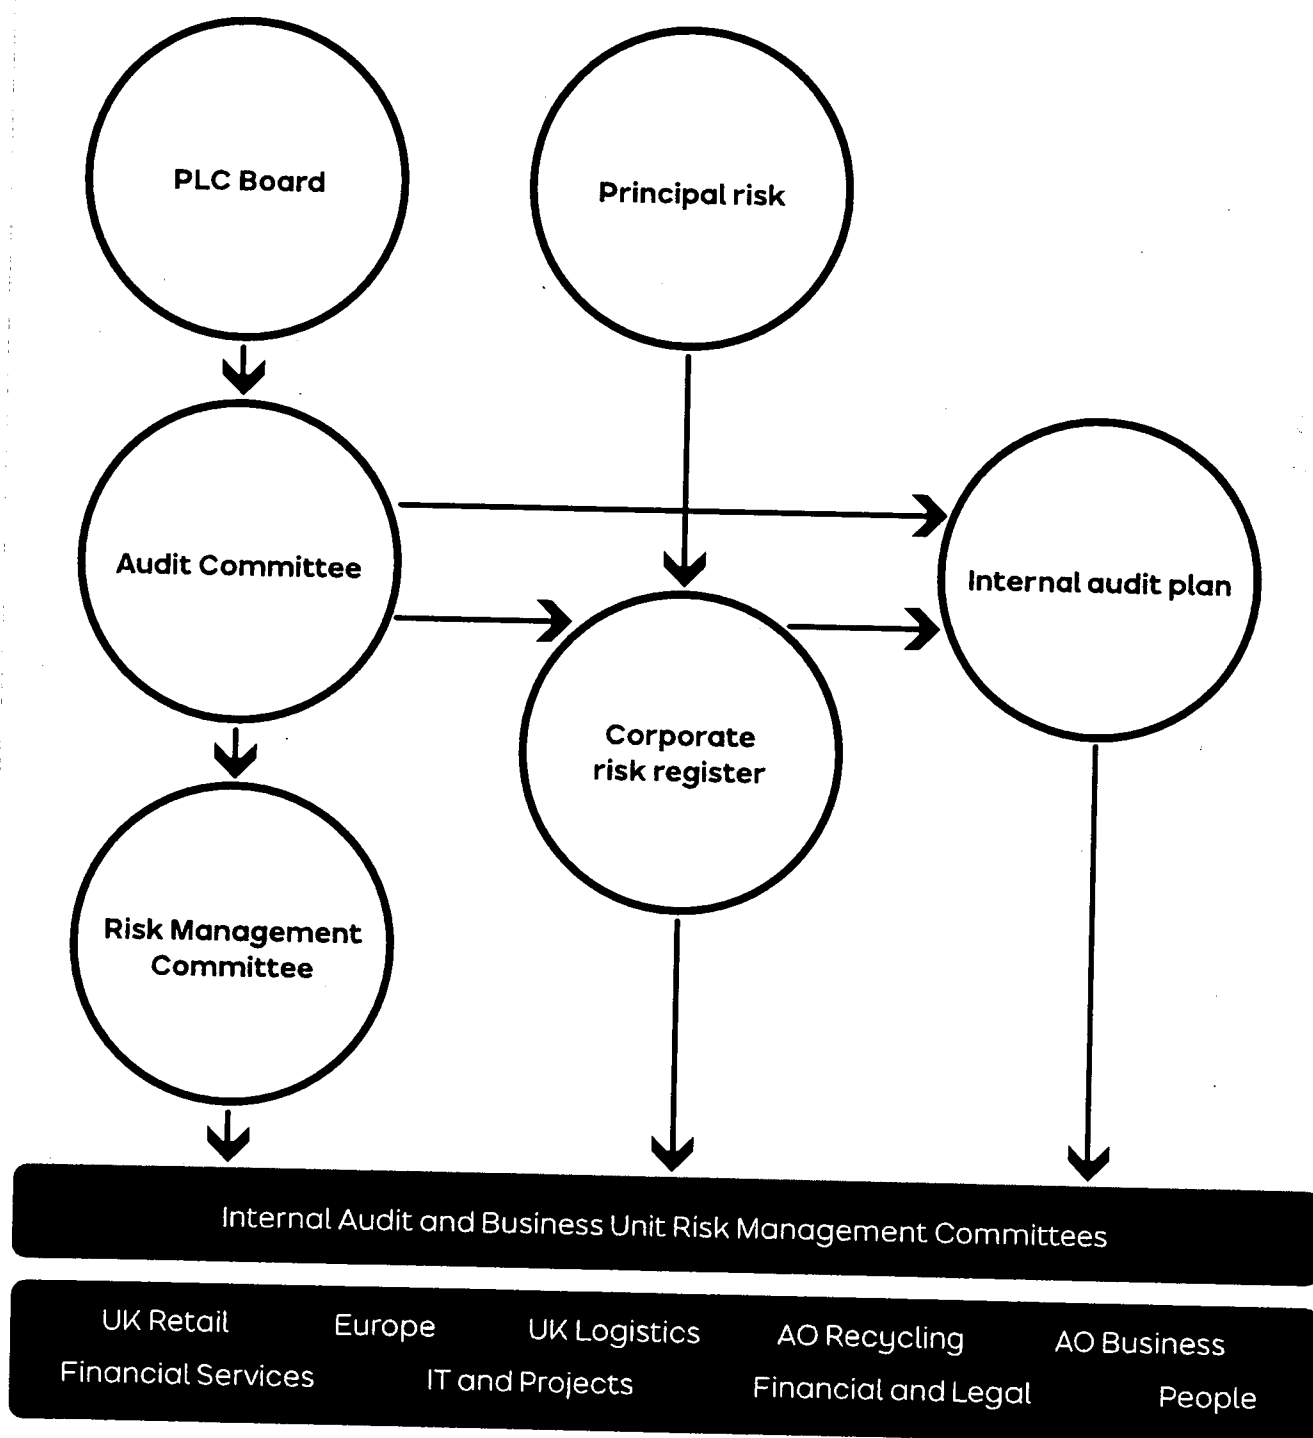 PLC Board
Principal risk
Audit Committee
Internal audit plan
Corporate
risk register
Risk Management
Committee
Internal Audit and Business Unit Risk Management Committees
UK Retail Europe UK Logistics AO Recycling AO Business
Financial Services IT and Projects Financial and Legal People